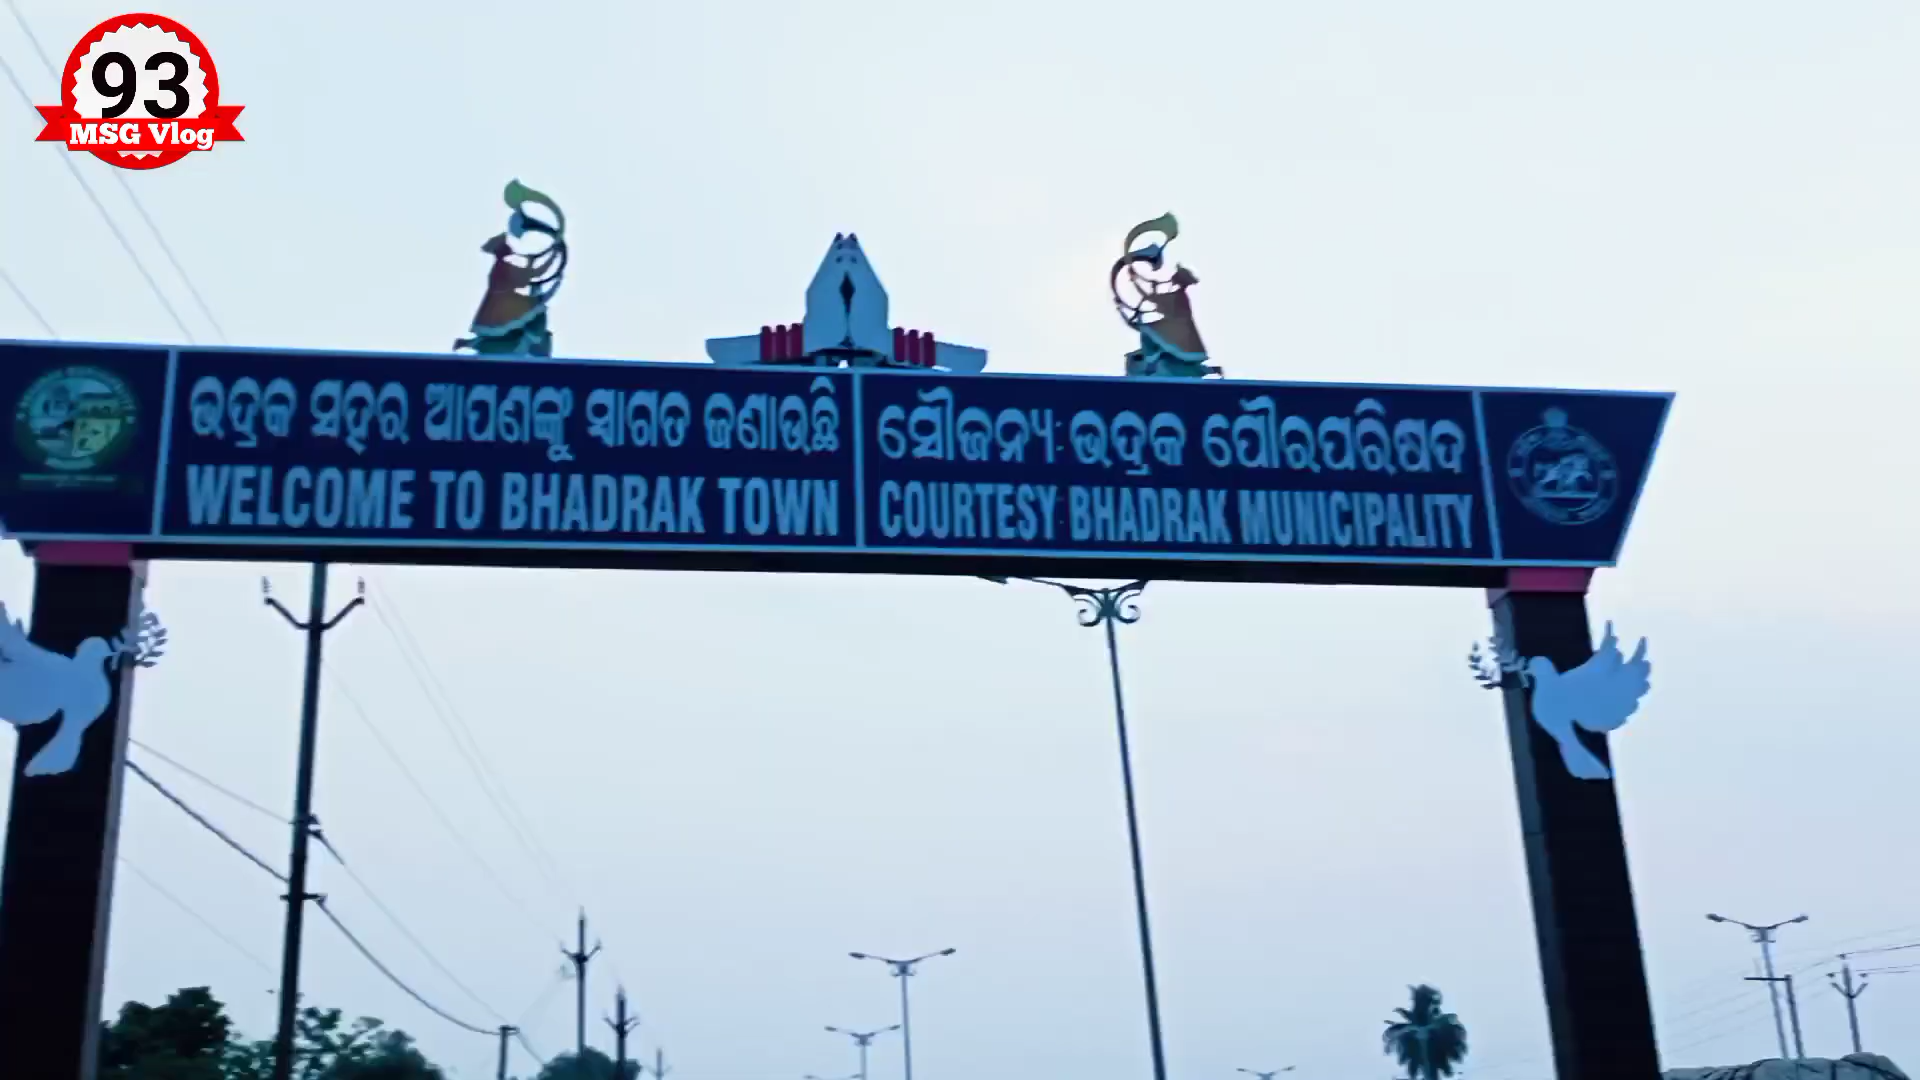 93
MSG Vlog
ଭଦ୍ରକ ସହର ଆପଣଙ୍କୁ ସ୍ୱାଗତ ଜଣାଉଛି
WELCOME TO BHADRAK TOWN
ସୌଜନ୍ୟ: ଭଦ୍ରକ ପୌରପରିଷଦ
COURTESY: BHADRAK MUNICIPALITY